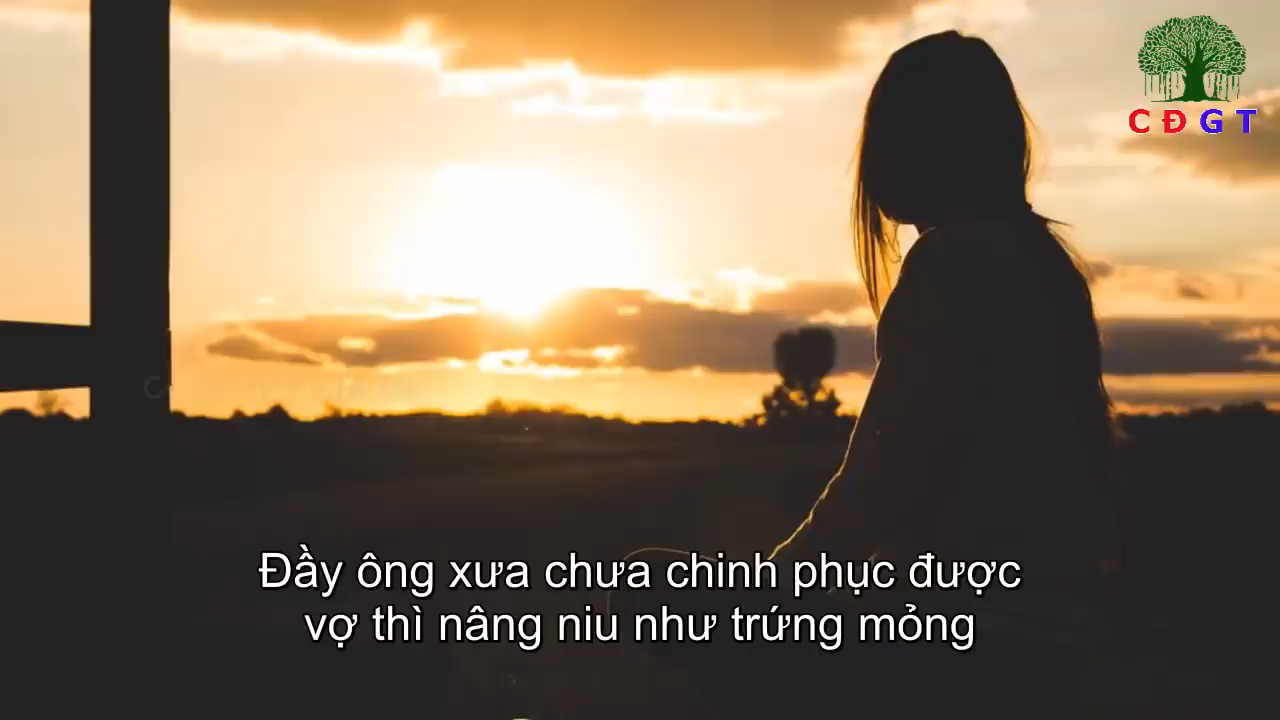 C Đ G T
Đầy ông xưa chưa chinh phục được
vợ thì nâng niu như trứng mỏng